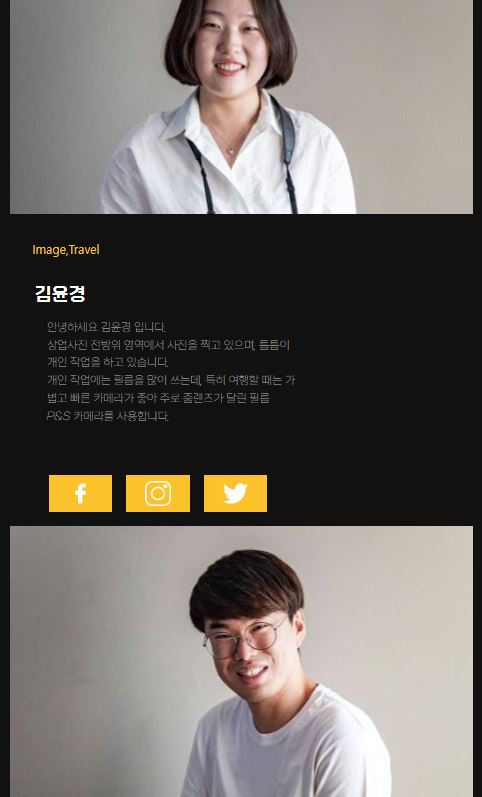 Image,Travel
김윤경
안녕하세요 김윤경 입니다.
상업사진 전방위 영역에서 사진을 찍고 있으며, 틈틈이
개인 작업을 하고 있습니다.
개인 작업에는 필름을 많이 쓰는데, 특히 여행할 때는 가
볍고 빠른 카메라가 좋아 주로 줌렌즈가 달린 필름
P&S 카메라를 사용합니다.